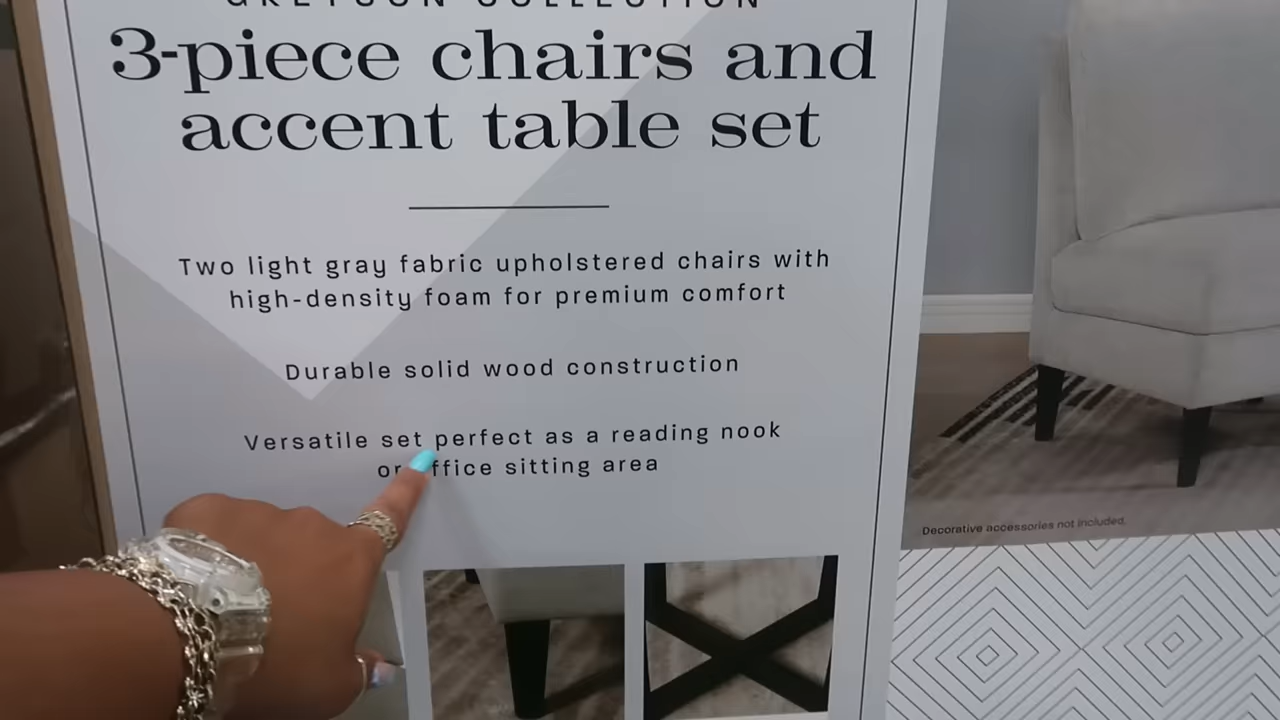 COLLECTION
3-piece chairs and
accent table set
Two light gray fabric upholstered chairs with
high-density foam for premium comfort
Durable solid wood construction
Versatile set perfect as a reading nook
or office sitting area
Decorative accessories not included.